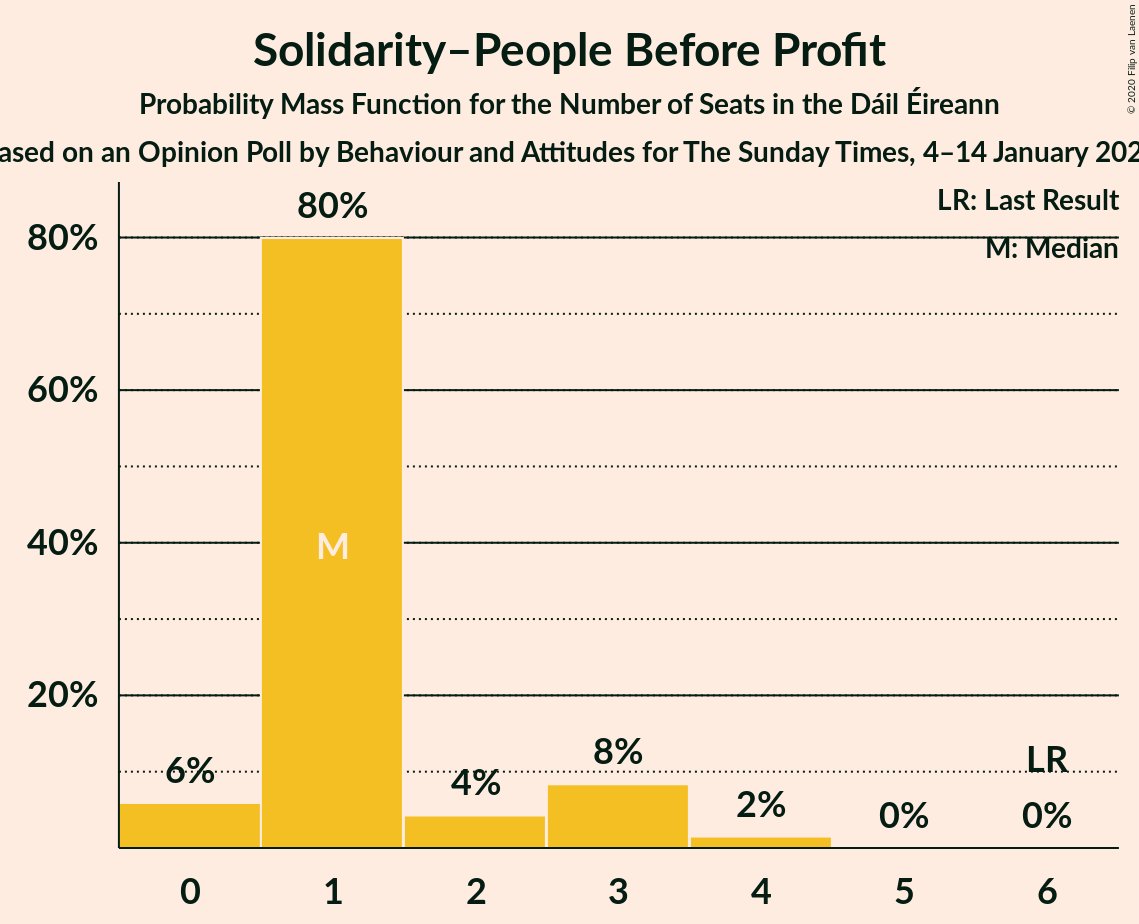 Solidarity–People Before Profit
Probability Mass Function for the Number of Seats in the Dáil Éireann
ased on an Opinion Poll by Behaviour and Attitudes for The Sunday Times, 4–14 January 202
© 2020 Filip van Laenen
LR: Last Result
M: Median
80%
60%
40%
20%
6%
80%
M
4%
8%
2%
0%
LR
0%
0 1 2 3 4 5 6